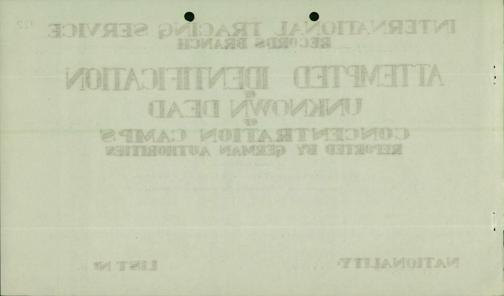 INTERNATIONAL TRACING SERVICE
RECORDS BRANCH
ATTEMPTED IDENTIFICATION
OF
UNKNOWN DEAD
OF
CONCENTRATION CAMPS
REPORTED BY GERMAN AUTHORITIES
NATIONALITY: LIST Nº